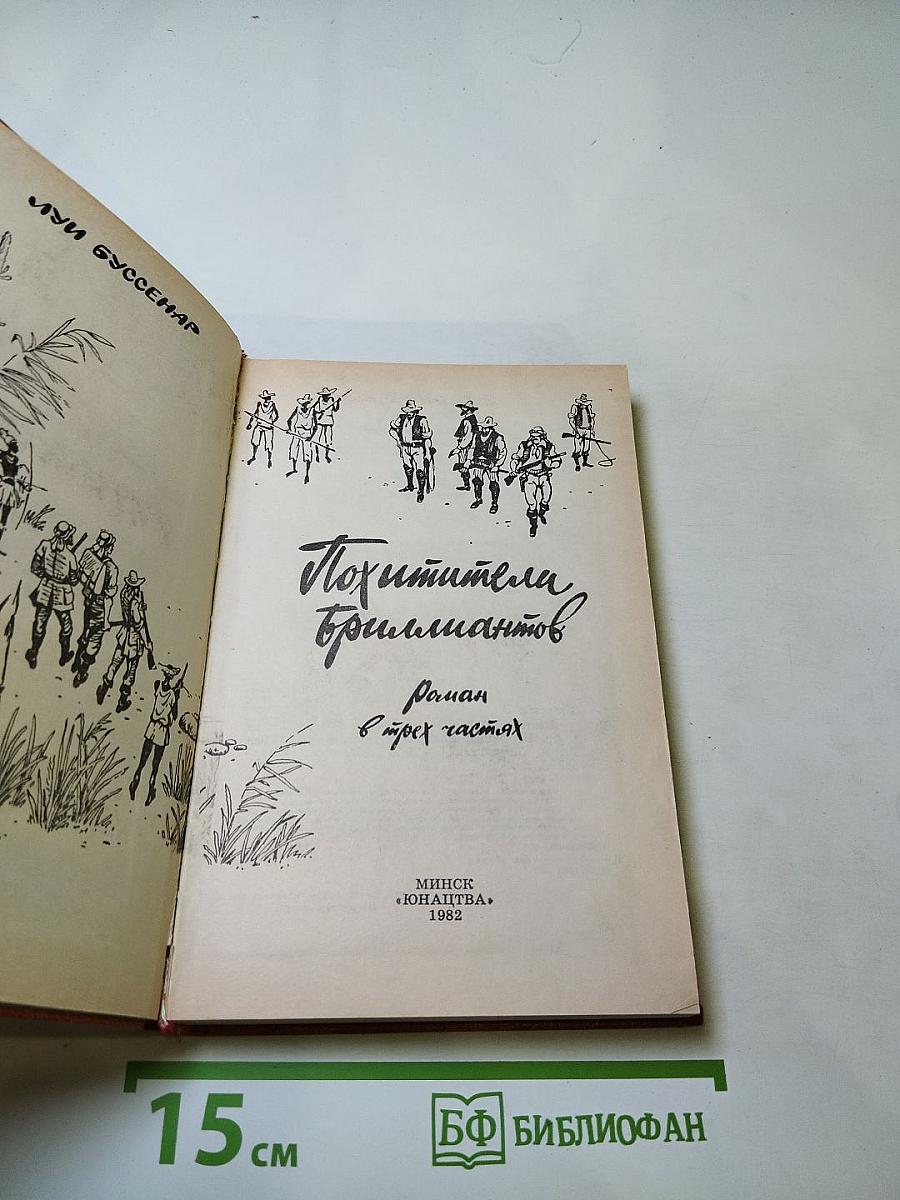 ЛУИ БУССЕНАР
Похитители
Бриллиантов
Роман
в трех частях
МИНСК
«ЮНАЦТВА»
1982
15 см
БФ БИБЛИОФАН